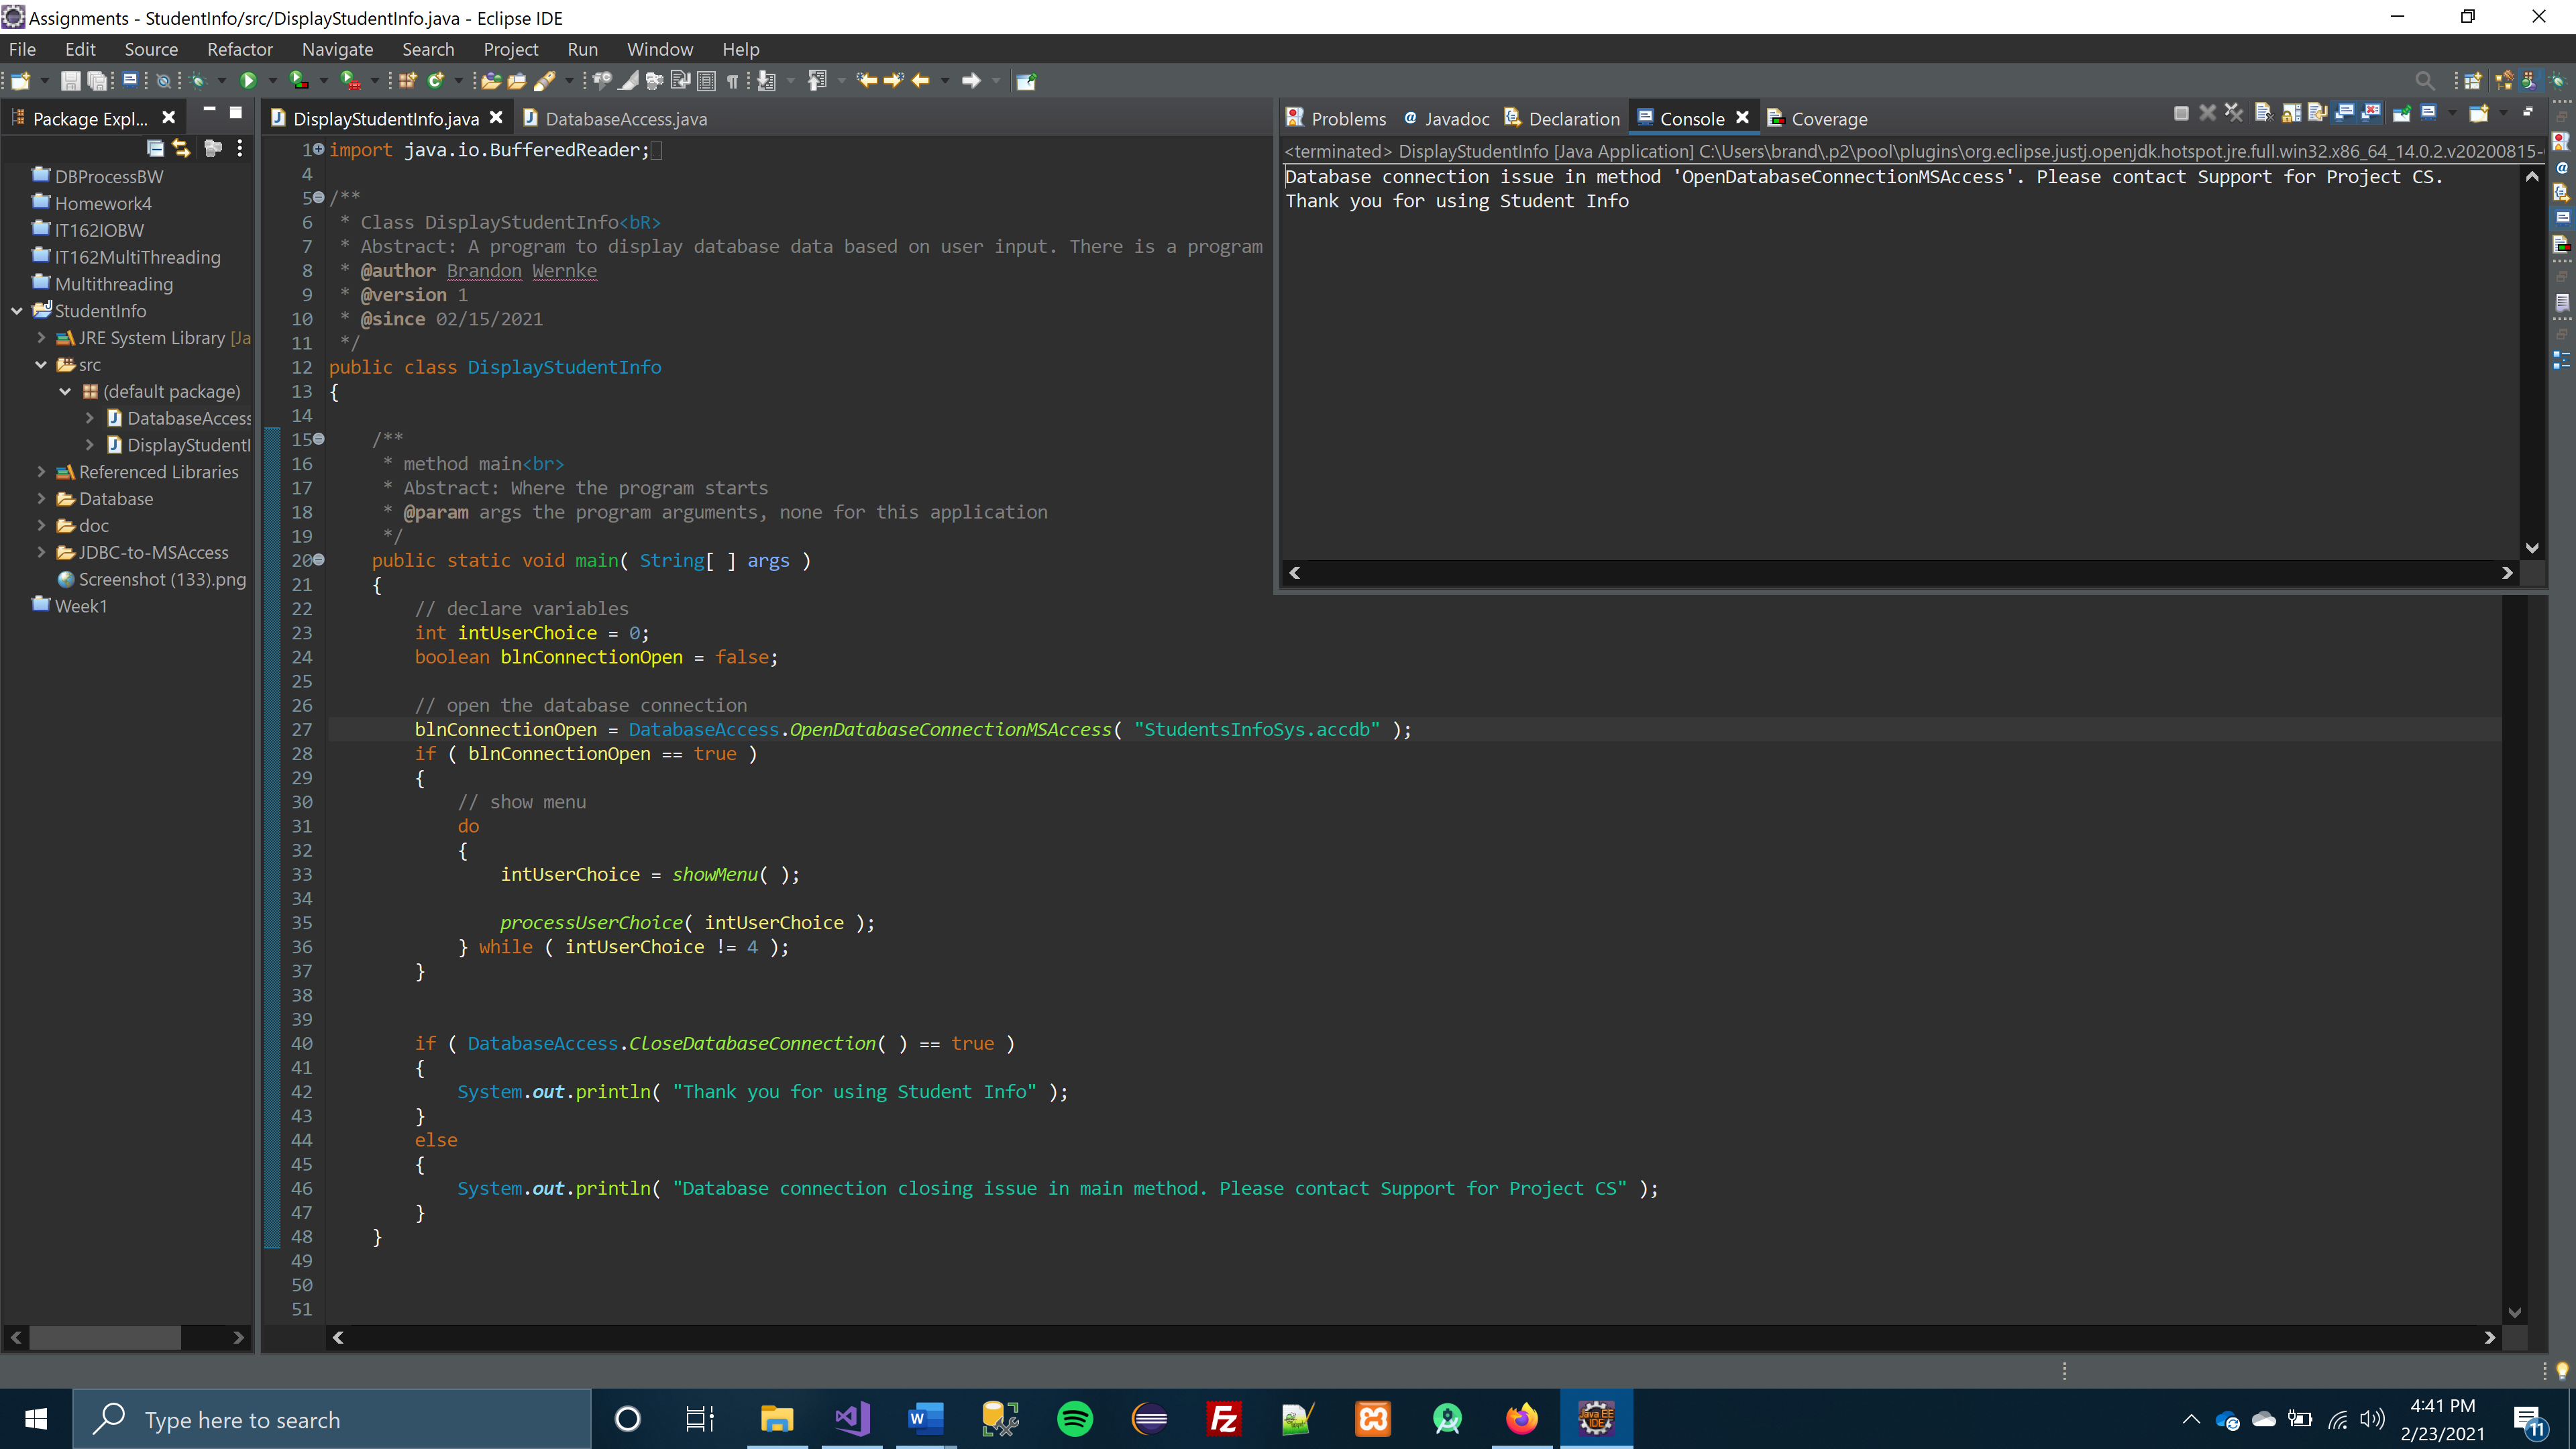 Assignments - StudentInfo/src/DisplayStudentInfo.java - Eclipse IDE
File Edit Source Refactor Navigate Search Project Run Window Help
Package Expl...
DBProcessBW
Homework4
IT162IOBW
IT162MultiThreading
Multithreading
StudentInfo
JRE System Library [Ja
src
(default package)
DatabaseAccess
DisplayStudentI
Referenced Libraries
Database
doc
JDBC-to-MSAccess
Screenshot (133).png
Week1
DisplayStudentInfo.java DatabaseAccess.java
1 import java.io.BufferedReader;
4
5 /**
6 * Class DisplayStudentInfo<bR>
7 * Abstract: A program to display database data based on user input. There is a program
8 * @author Brandon Wernke
9 * @version 1
10 * @since 02/15/2021
11 */
12 public class DisplayStudentInfo
13 {
14
15 /**
16 * method main<br>
17 * Abstract: Where the program starts
18 * @param args the program arguments, none for this application
19 */
20 public static void main( String[ ] args )
21 {
22 // declare variables
23 int intUserChoice = 0;
24 boolean blnConnectionOpen = false;
25
26 // open the database connection
27 blnConnectionOpen = DatabaseAccess.OpenDatabaseConnectionMSAccess( "StudentsInfoSys.accdb" );
28 if ( blnConnectionOpen == true )
29 {
30 // show menu
31 do
32 {
33 intUserChoice = showMenu( );
34
35 processUserChoice( intUserChoice );
36 } while ( intUserChoice != 4 );
37 }
38
39
40 if ( DatabaseAccess.CloseDatabaseConnection( ) == true )
41 {
42 System.out.println( "Thank you for using Student Info" );
43 }
44 else
45 {
46 System.out.println( "Database connection closing issue in main method. Please contact Support for Project CS" );
47 }
48 }
49
50
51
Problems Javadoc Declaration Console Coverage
<terminated> DisplayStudentInfo [Java Application] C:\Users\brand\.p2\pool\plugins\org.eclipse.justj.openjdk.hotspot.jre.full.win32.x86_64_14.0.2.v20200815-
Database connection issue in method 'OpenDatabaseConnectionMSAccess'. Please contact Support for Project CS.
Thank you for using Student Info
Type here to search
4:41 PM
2/23/2021
11